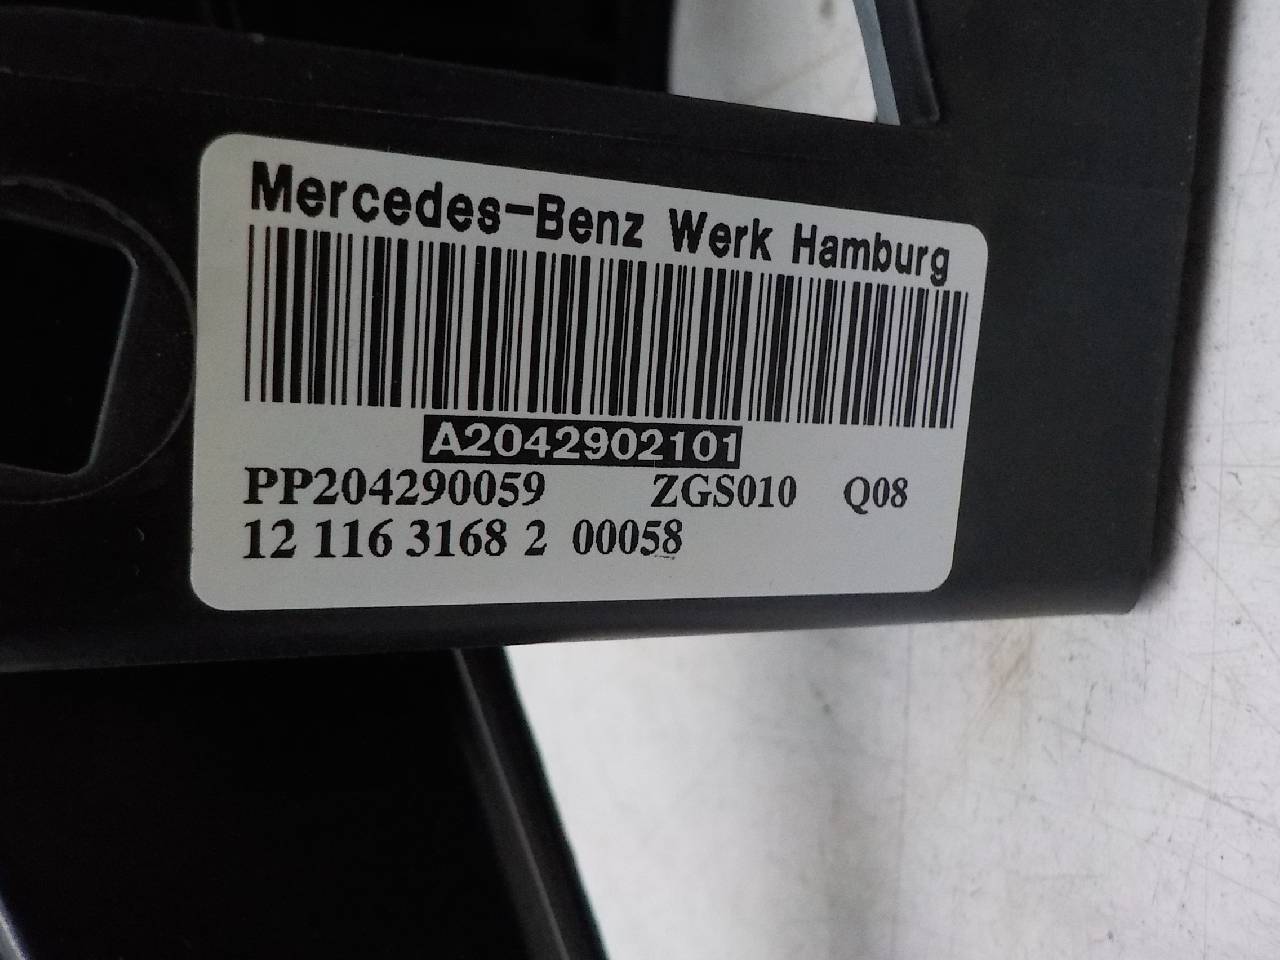 Mercedes-Benz Werk Hamburg
A2042902101
PP204290059 ZGS010 Q08
12 116 3168 2 00058